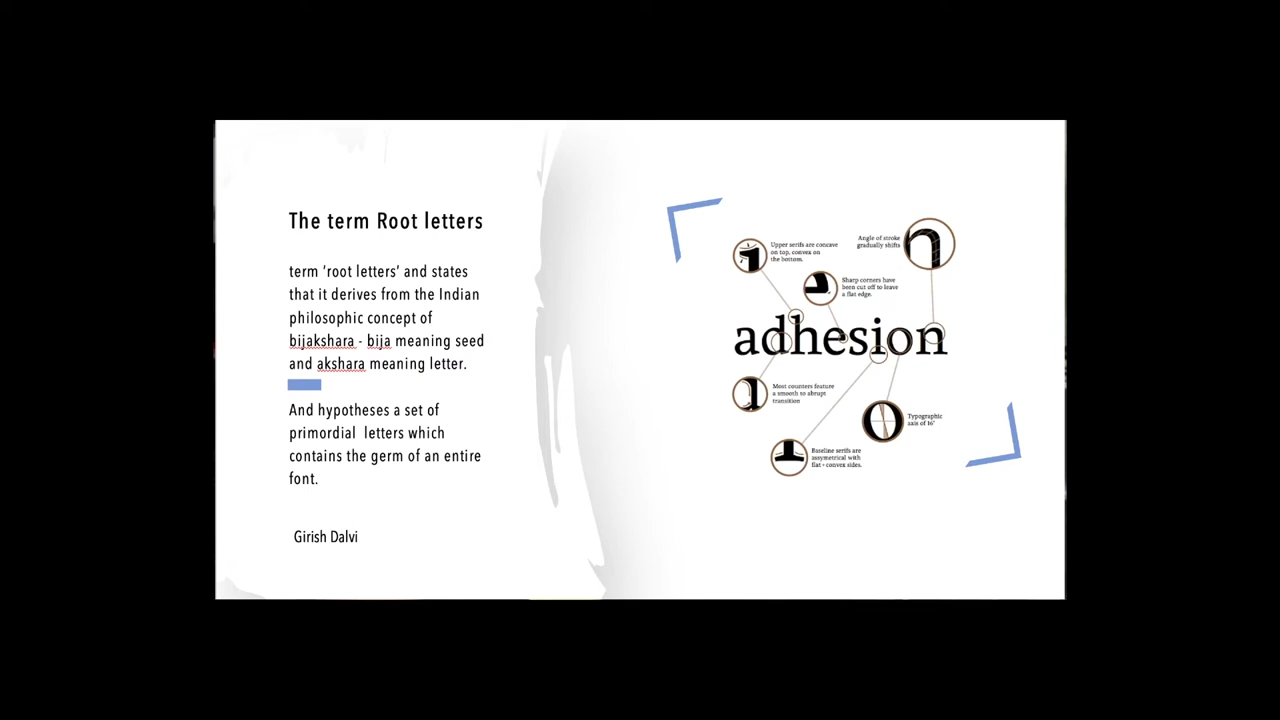 The term Root letters
term 'root letters' and states
that it derives from the Indian
philosophic concept of
bijakshara - bija meaning seed
and akshara meaning letter.
And hypotheses a set of
primordial letters which
contains the germ of an entire
font.
Girish Dalvi
Upper serifs are concave
on top, convex on
the bottom.
Angle of stroke
gradually shifts
Sharp corners have
been cut off to leave
a flat edge.
adhesion
Most counters feature
a smooth to abrupt
transition
Typographic
axis of 16°
Baseline serifs are
assymetrical with
flat + convex sides.